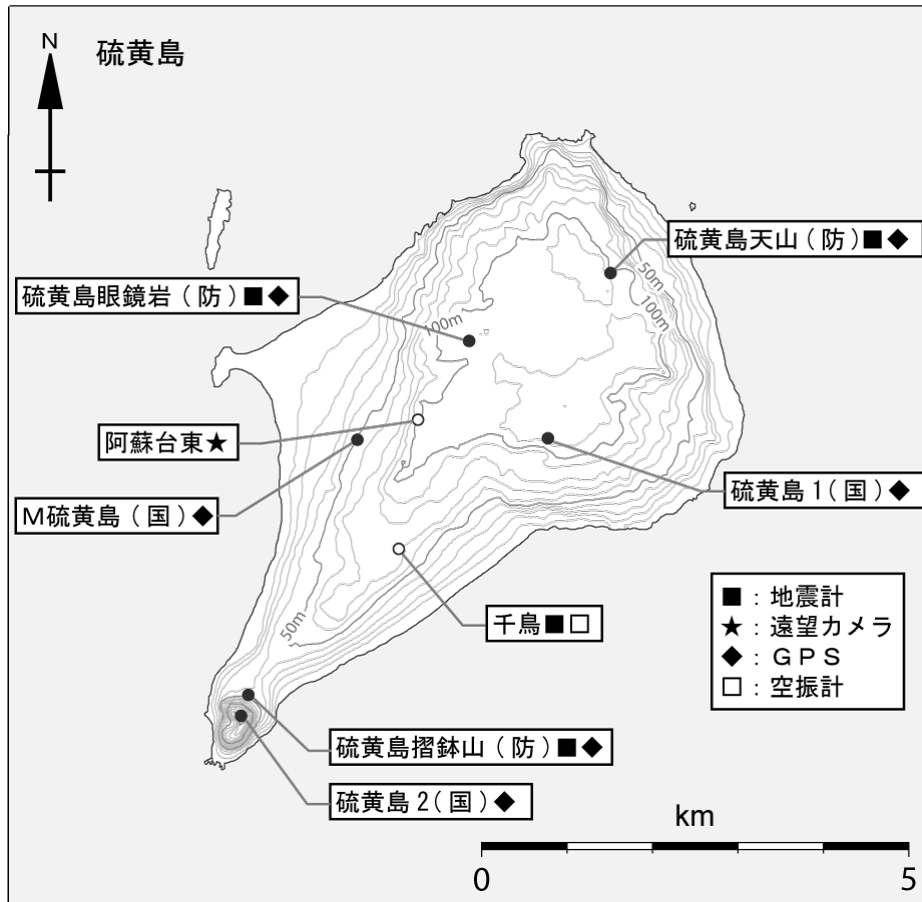 N
硫黄島
硫黄島天山(防)■◆
50m
100m
硫黄島眼鏡岩(防)■◆
100m
阿蘇台東★
硫黄島1(国)◆
M硫黄島(国)◆
千鳥■□
50m
■:地震計
★:遠望カメラ
◆:GPS
□:空振計
硫黄島摺鉢山(防)■◆
硫黄島2(国)◆
km
0 5